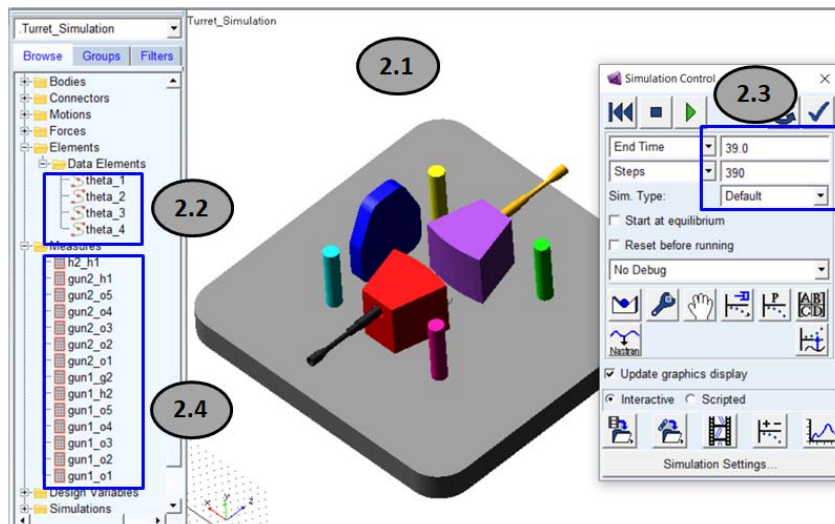 .Turret_Simulation
Browse Groups Filters
Bodies
Connectors
Motions
Forces
Elements
Data Elements
theta_1
theta_2
theta_3
theta_4
Measures
h2_h1
gun2_h1
gun2_o5
gun2_o4
gun2_o3
gun2_o2
gun2_o1
gun1_g2
gun1_h2
gun1_o5
gun1_o4
gun1_o3
gun1_o2
gun1_o1
Design Variables
Simulations
2.2
2.4
Turret_Simulation
2.1
x y z
Simulation Control
2.3
End Time 39.0
Steps 390
Sim. Type: Default
Start at equilibrium
Reset before running
No Debug
P A B C D
Nastran
Update graphics display
Interactive Scripted
Simulation Settings...